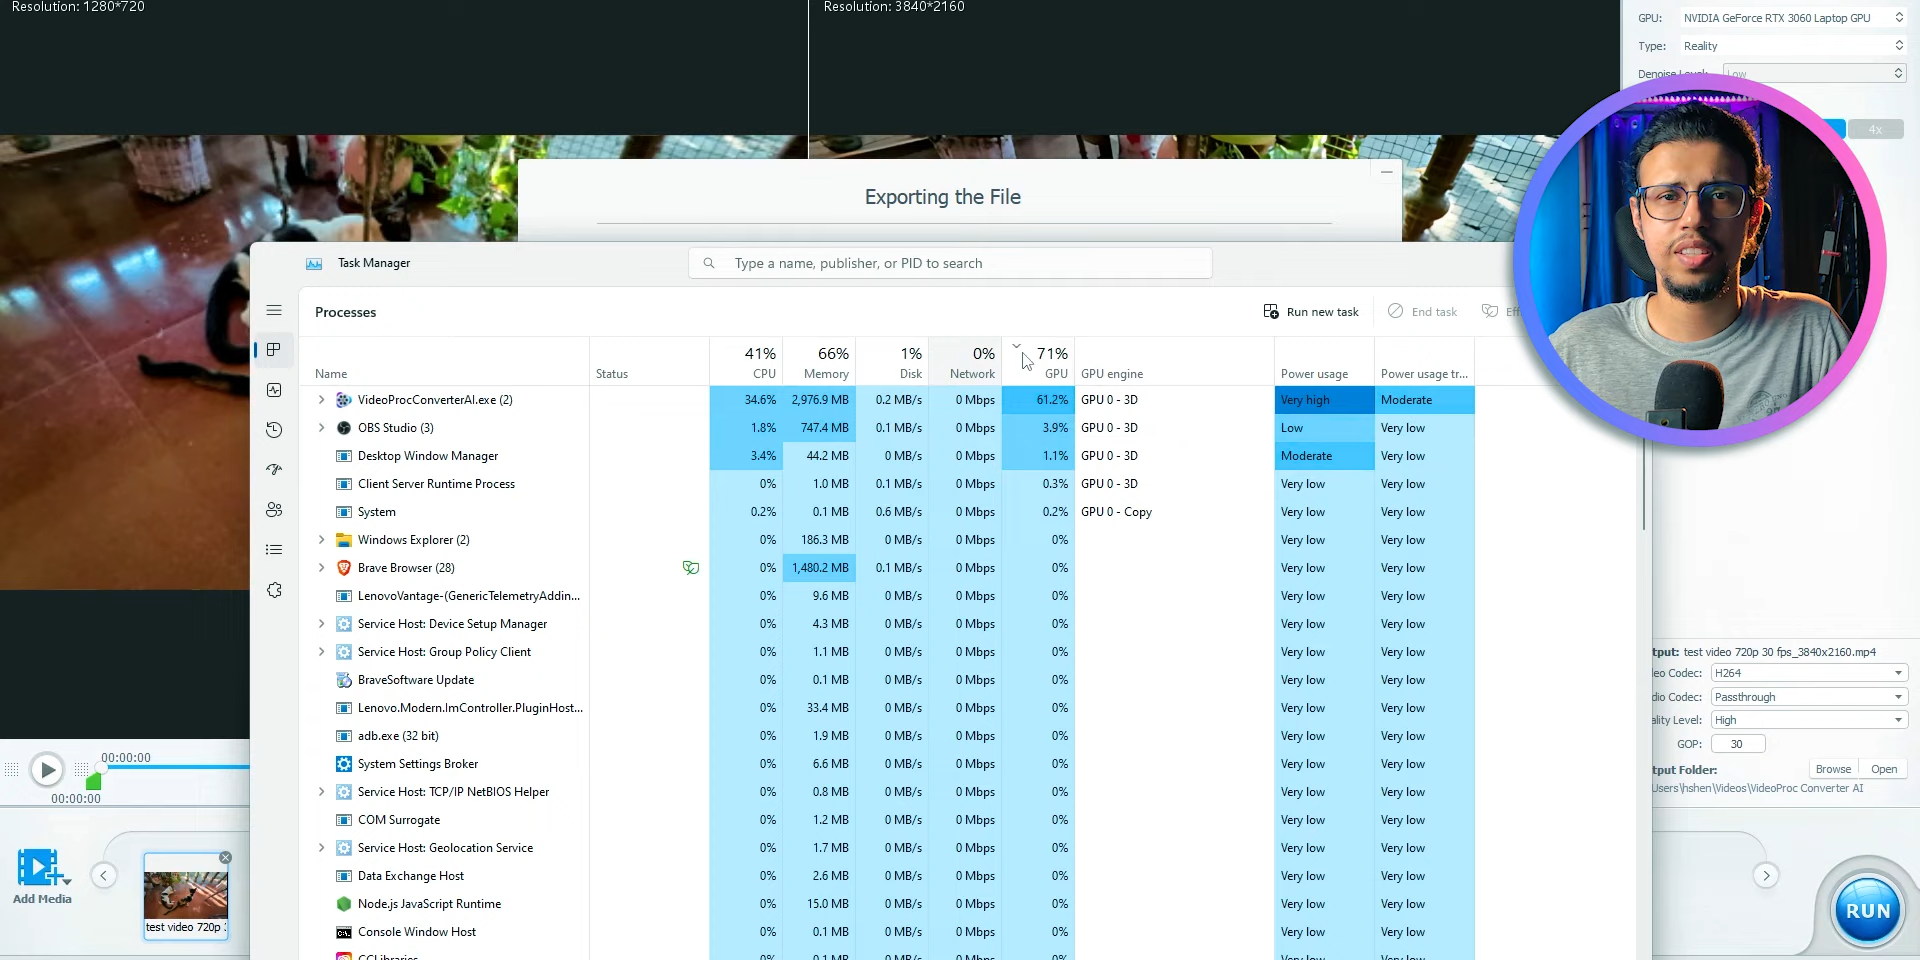 Resolution: 1280*720
Resolution: 3840*2160
GPU: NVIDIA GeForce RTX 3060 Laptop GPU
Type: Reality
Denoise Level: Low
4x
Exporting the File
Task Manager
Type a name, publisher, or PID to search
Processes
Run new task
End task
41% 66% 1% 0% 71%
Name Status CPU Memory Disk Network GPU GPU engine Power usage Power usage tr...
VideoProcConverterAI.exe (2) 34.6% 2,976.9 MB 0.2 MB/s 0 Mbps 61.2% GPU 0 - 3D Very high Moderate
OBS Studio (3) 1.8% 747.4 MB 0.1 MB/s 0 Mbps 3.9% GPU 0 - 3D Low Very low
Desktop Window Manager 3.4% 44.2 MB 0 MB/s 0 Mbps 1.1% GPU 0 - 3D Moderate Very low
Client Server Runtime Process 0% 1.0 MB 0.1 MB/s 0 Mbps 0.3% GPU 0 - 3D Very low Very low
System 0.2% 0.1 MB 0.6 MB/s 0 Mbps 0.2% GPU 0 - Copy Very low Very low
Windows Explorer (2) 0% 186.3 MB 0 MB/s 0 Mbps 0% Very low Very low
Brave Browser (28) 0% 1,480.2 MB 0.1 MB/s 0 Mbps 0% Very low Very low
LenovoVantage-(GenericTelemetryAddin... 0% 9.6 MB 0 MB/s 0 Mbps 0% Very low Very low
Service Host: Device Setup Manager 0% 4.3 MB 0 MB/s 0 Mbps 0% Very low Very low
Service Host: Group Policy Client 0% 1.1 MB 0 MB/s 0 Mbps 0% Very low Very low
BraveSoftware Update 0% 0.1 MB 0 MB/s 0 Mbps 0% Very low Very low
Lenovo.Modern.ImController.PluginHost... 0% 33.4 MB 0 MB/s 0 Mbps 0% Very low Very low
adb.exe (32 bit) 0% 1.9 MB 0 MB/s 0 Mbps 0% Very low Very low
System Settings Broker 0% 6.6 MB 0 MB/s 0 Mbps 0% Very low Very low
Service Host: TCP/IP NetBIOS Helper 0% 0.8 MB 0 MB/s 0 Mbps 0% Very low Very low
COM Surrogate 0% 1.2 MB 0 MB/s 0 Mbps 0% Very low Very low
Service Host: Geolocation Service 0% 1.7 MB 0 MB/s 0 Mbps 0% Very low Very low
Data Exchange Host 0% 2.6 MB 0 MB/s 0 Mbps 0% Very low Very low
Node.js JavaScript Runtime 0% 15.0 MB 0 MB/s 0 Mbps 0% Very low Very low
Console Window Host 0% 0.1 MB 0 MB/s 0 Mbps 0% Very low Very low
tput: test video 720p 30 fps_3840x2160.mp4
eo Codec: H264
dio Codec: Passthrough
ality Level: High
GOP: 30
tput Folder: Browse Open
Users\hshen\Videos\VideoProc Converter AI
00:00:00
00:00:00
Add Media
test video 720p
RUN